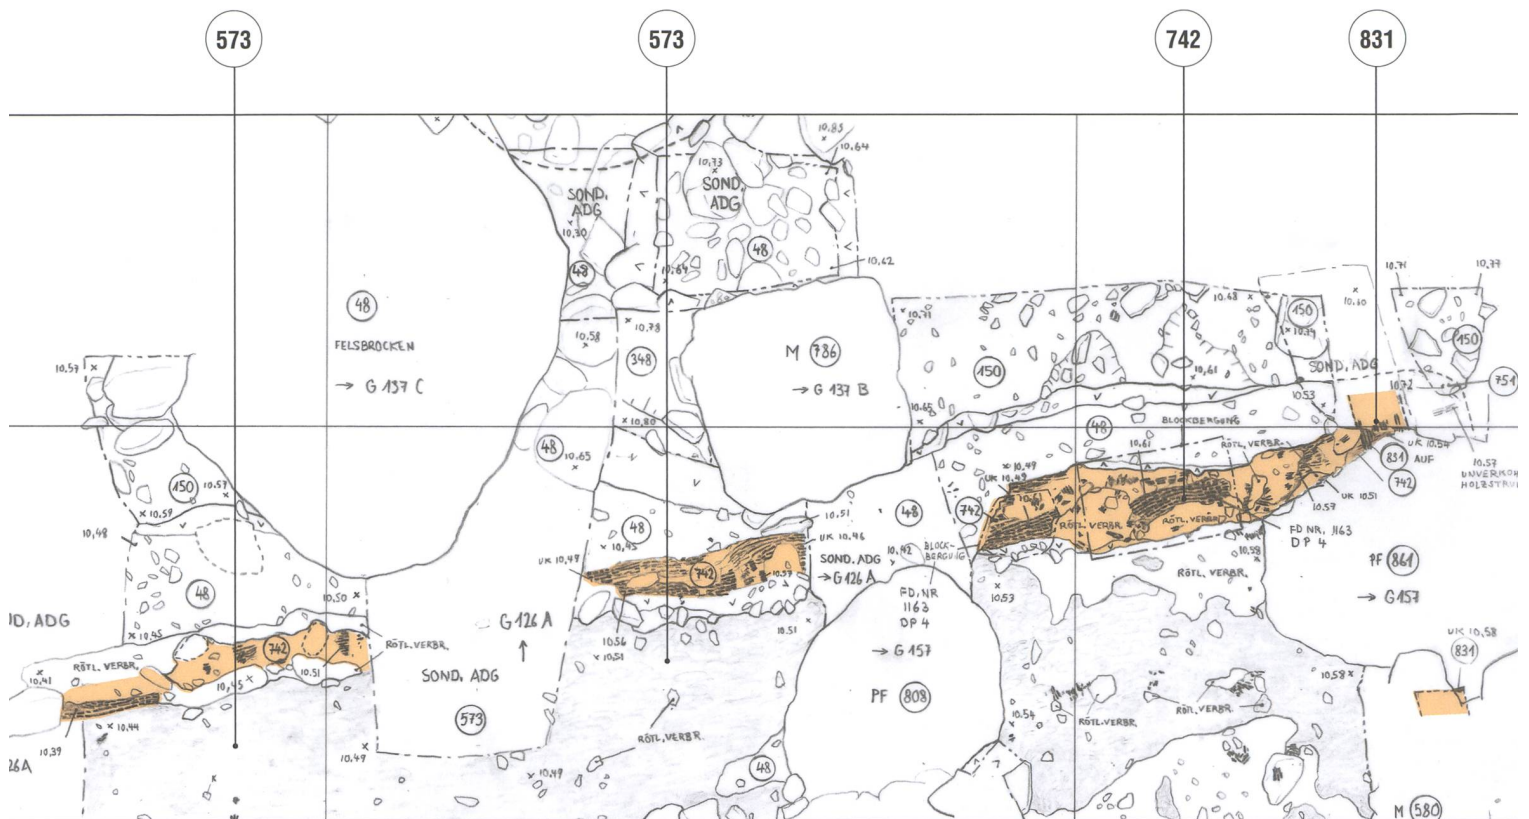 573
573
742
831
10.83
10.64
10.73
SOND.
ADG
SOND.
ADG
10.30
48
48
10.64
10.62
48
FELSBROCKEN
→ G 137 C
10.58
10.78
348
M 786
→ G 137 B
10.71
10.68
150
10.71
10.77
150
150
10.61
SOND. ADG
10.72
751
10.53
10.57
10.80
10.65
48
BLOCKBERGUNG
48
10.65
10.61
RÖTL. VERBR.
UK 10.54
831 AUF
742
10.57
150
10.57
10.59
10.48
10.49
UK 10.49
UK 10.51
10.57
742
RÖTL. VERBR.
RÖTL. VERBR.
48
10.51
48
10.45
UK 10.46
UK 10.47
742
10.57
SOND. ADG
→ G 126 A
10.42
BLOCK-
BERGUNG
FD. NR. 1163
DP 4
10.58
PF 861
→ G 157
RÖTL. VERBR.
10.53
FD. NR
1163
DP 4
→ G 157
PF 808
48
10.50
10.45
RÖTL. VERBR.
742
RÖTL. VERBR.
10.41
10.45
10.51
10.44
10.39
G 126 A
↑
SOND. ADG
573
10.49
10.56
10.51
10.51
RÖTL. VERBR.
10.49
48
10.54
RÖTL. VERBR.
RÖTL. VERBR.
10.58
UK 10.58
831
M 580